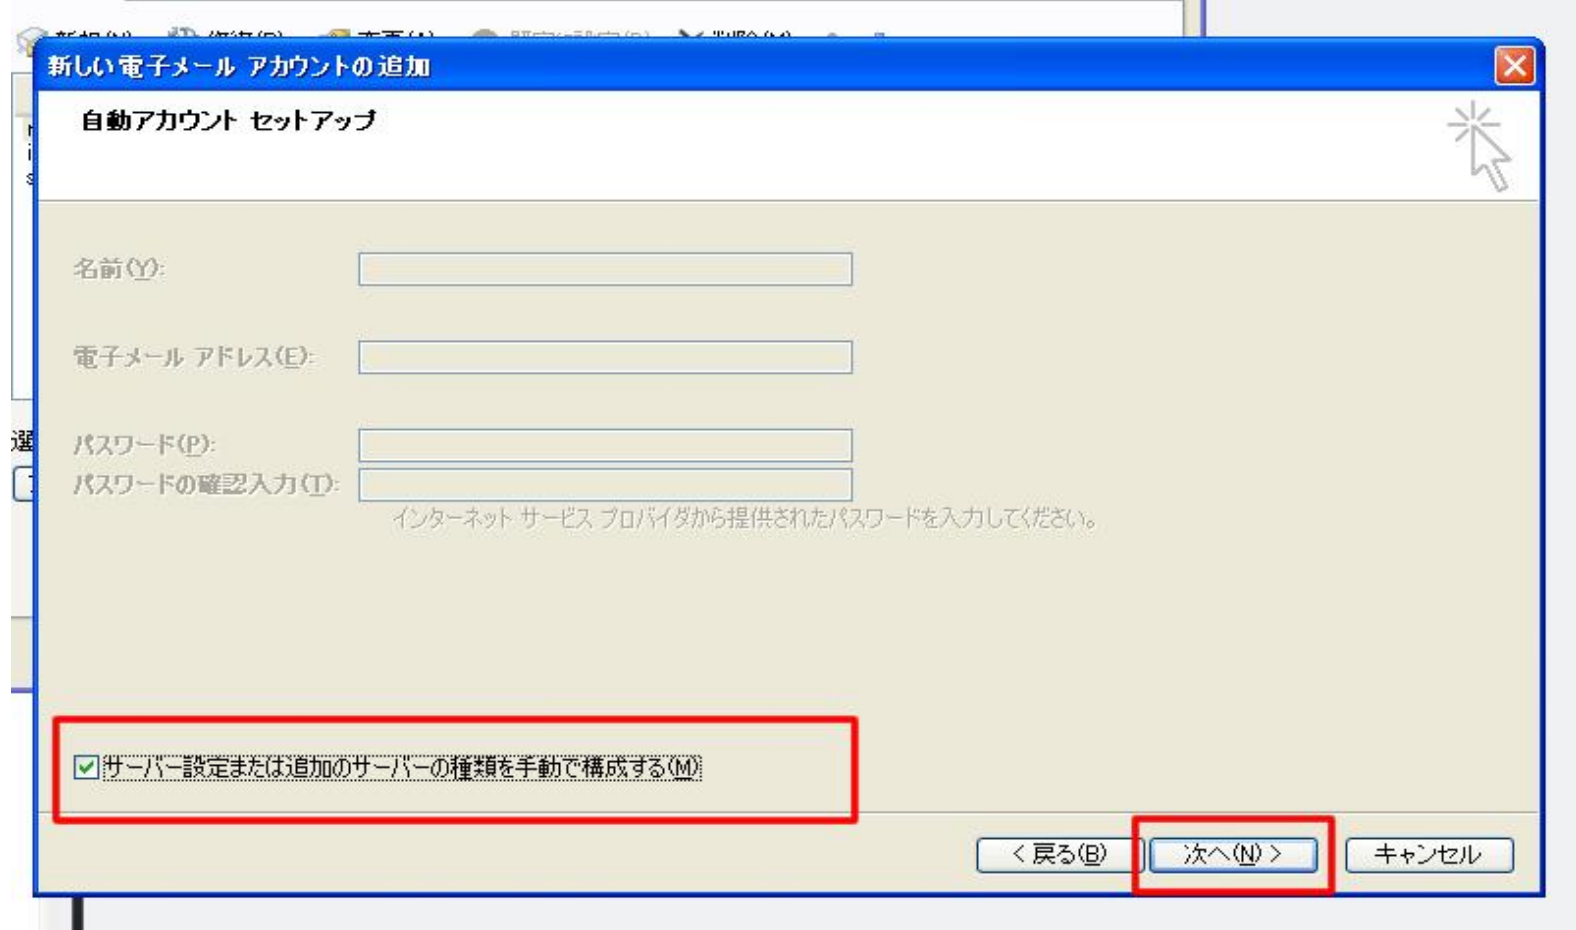 新しい電子メール アカウントの追加
自動アカウント セットアップ
名前(Y):
電子メール アドレス(E):
パスワード(P):
パスワードの確認入力(T):
インターネット サービス プロバイダから提供されたパスワードを入力してください。
サーバー設定または追加のサーバーの種類を手動で構成する(M)
< 戻る(B)
次へ(N) >
キャンセル